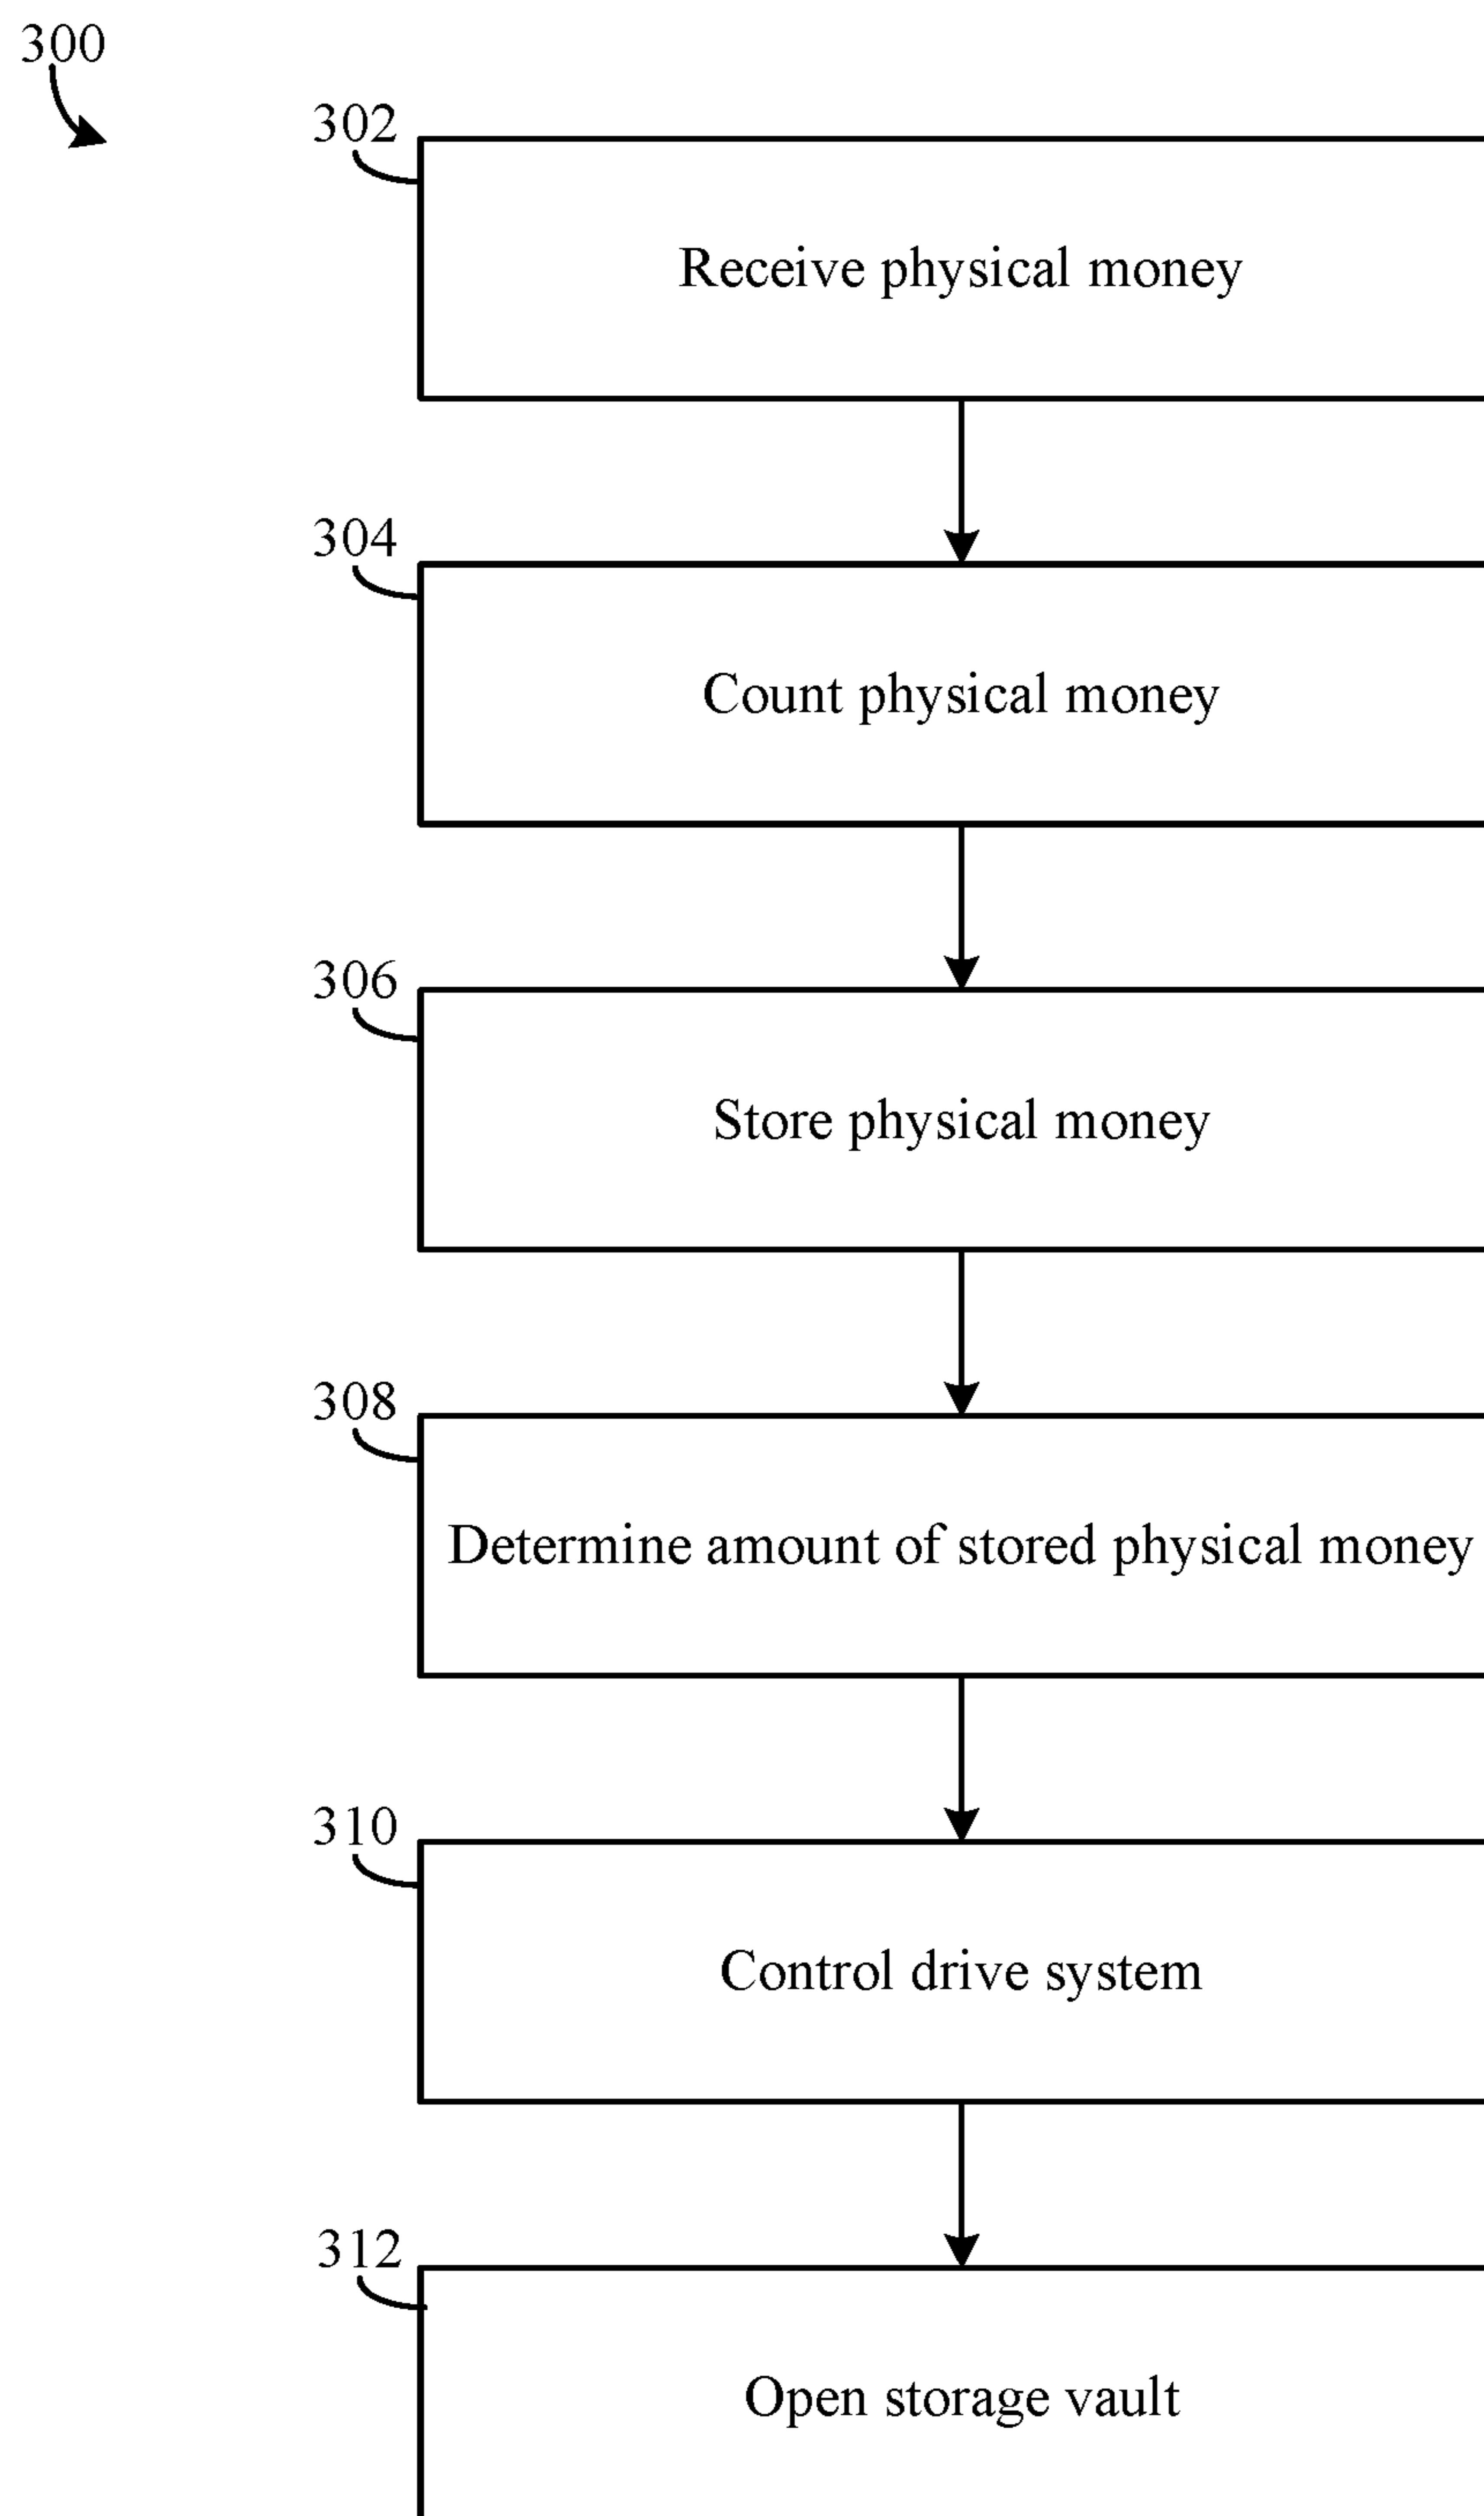 300
302
Receive physical money
304
Count physical money
306
Store physical money
308
Determine amount of stored physical money
310
Control drive system
312
Open storage vault